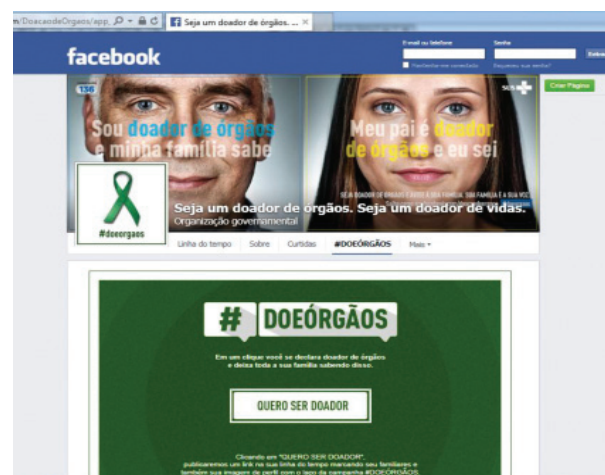 m/DoacaodeOrgaos/app_
Seja um doador de órgãos. ...
facebook
E-mail ou telefone
Senha
Mantenha-me conectado
Esqueceu sua senha?
136
SUS
Criar Página
Sou doador de órgãos
e minha família sabe
Meu pai é doador
de órgãos e eu sei
SEJA DOADOR DE ÓRGÃOS E AVISE A SUA FAMÍLIA. SUA FAMÍLIA É A SUA VOZ.
#doeorgaos
Seja um doador de órgãos. Seja um doador de vidas.
Organização governamental
Linha do tempo
Sobre
Curtidas
#DOEÓRGÃOS
Mais
# DOEÓRGÃOS
Em um clique você se declara doador de órgãos
e deixa toda a sua família sabendo disso.
QUERO SER DOADOR
Clicando em "QUERO SER DOADOR",
publicaremos um link na sua linha do tempo marcando seus familiares e
também sua imagem de perfil com o laço da campanha #DOEÓRGÃOS